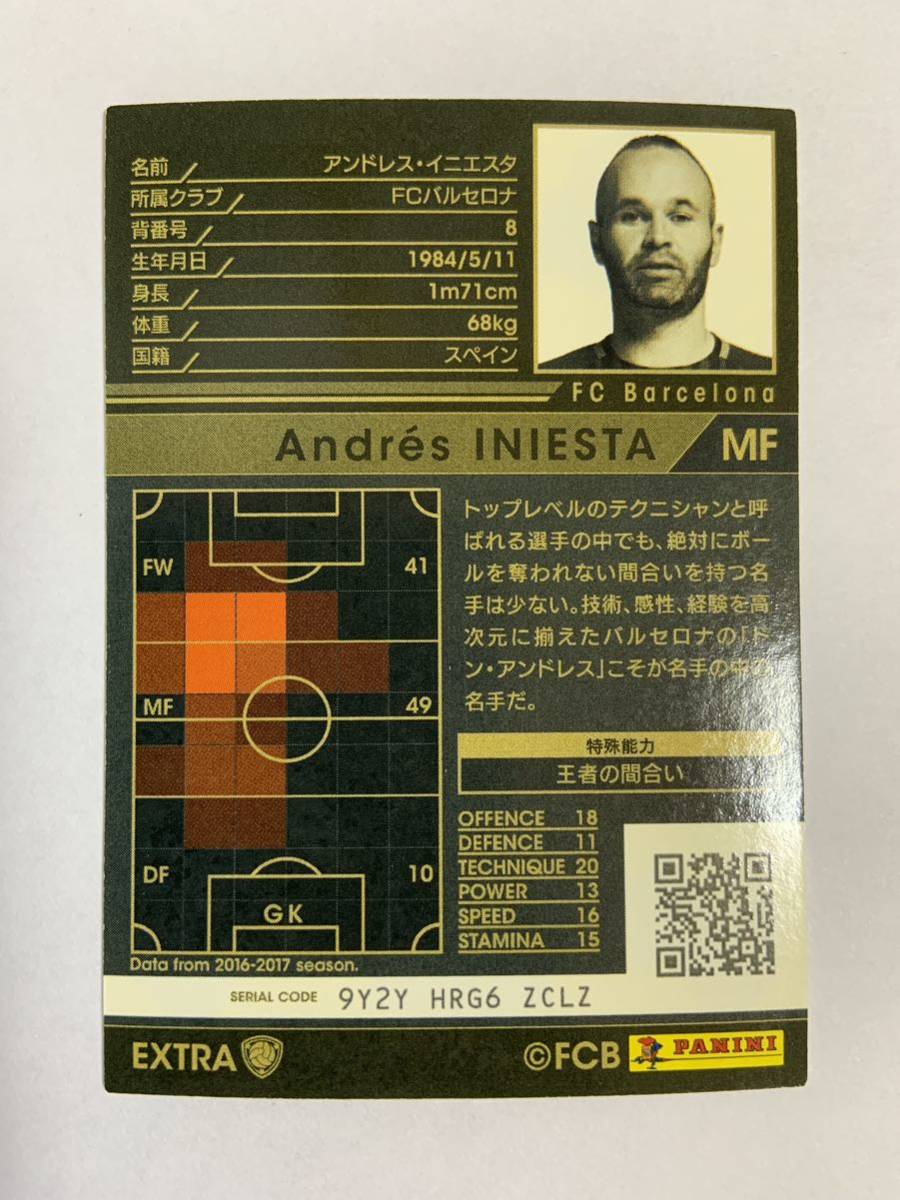 名前 アンドレス・イニエスタ
所属クラブ FCバルセロナ
背番号 8
生年月日 1984/5/11
身長 1m71cm
体重 68kg
国籍 スペイン
FC Barcelona
Andrés INIESTA MF
FW 41
MF 49
DF 10
GK
Data from 2016-2017 season.
トップレベルのテクニシャンと呼
ばれる選手の中でも、絶対にボー
ルを奪われない間合いを持つ名
手は少ない。技術、感性、経験を高
次元に揃えたバルセロナの「ド
ン・アンドレス」こそが名手の中の
名手だ。
特殊能力
王者の間合い
OFFENCE 18
DEFENCE 11
TECHNIQUE 20
POWER 13
SPEED 16
STAMINA 15
SERIAL CODE 9Y2Y HRG6 ZCLZ
EXTRA ©FCB PANINI